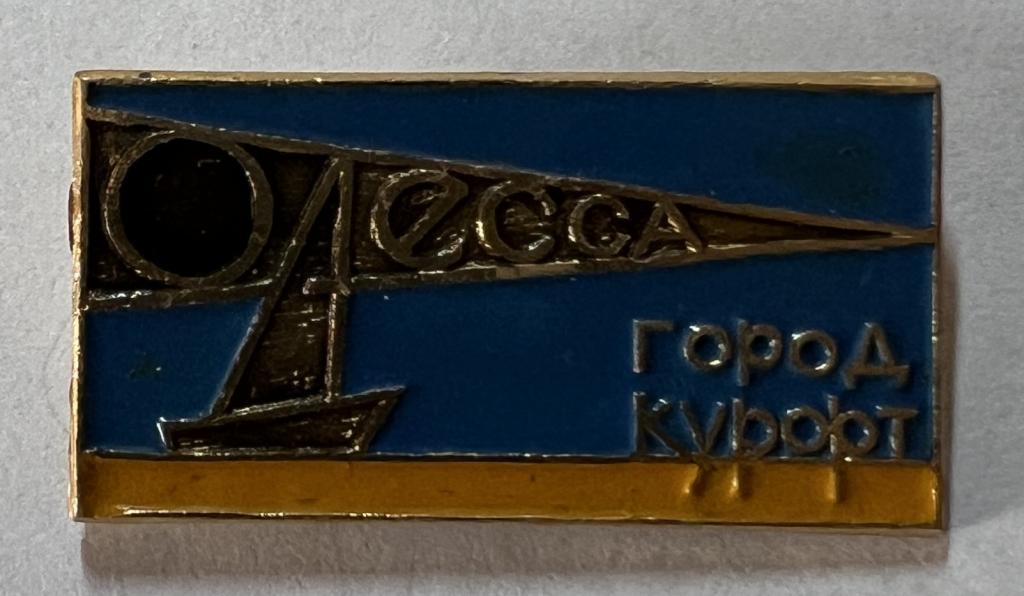 Одесса
город
курорт